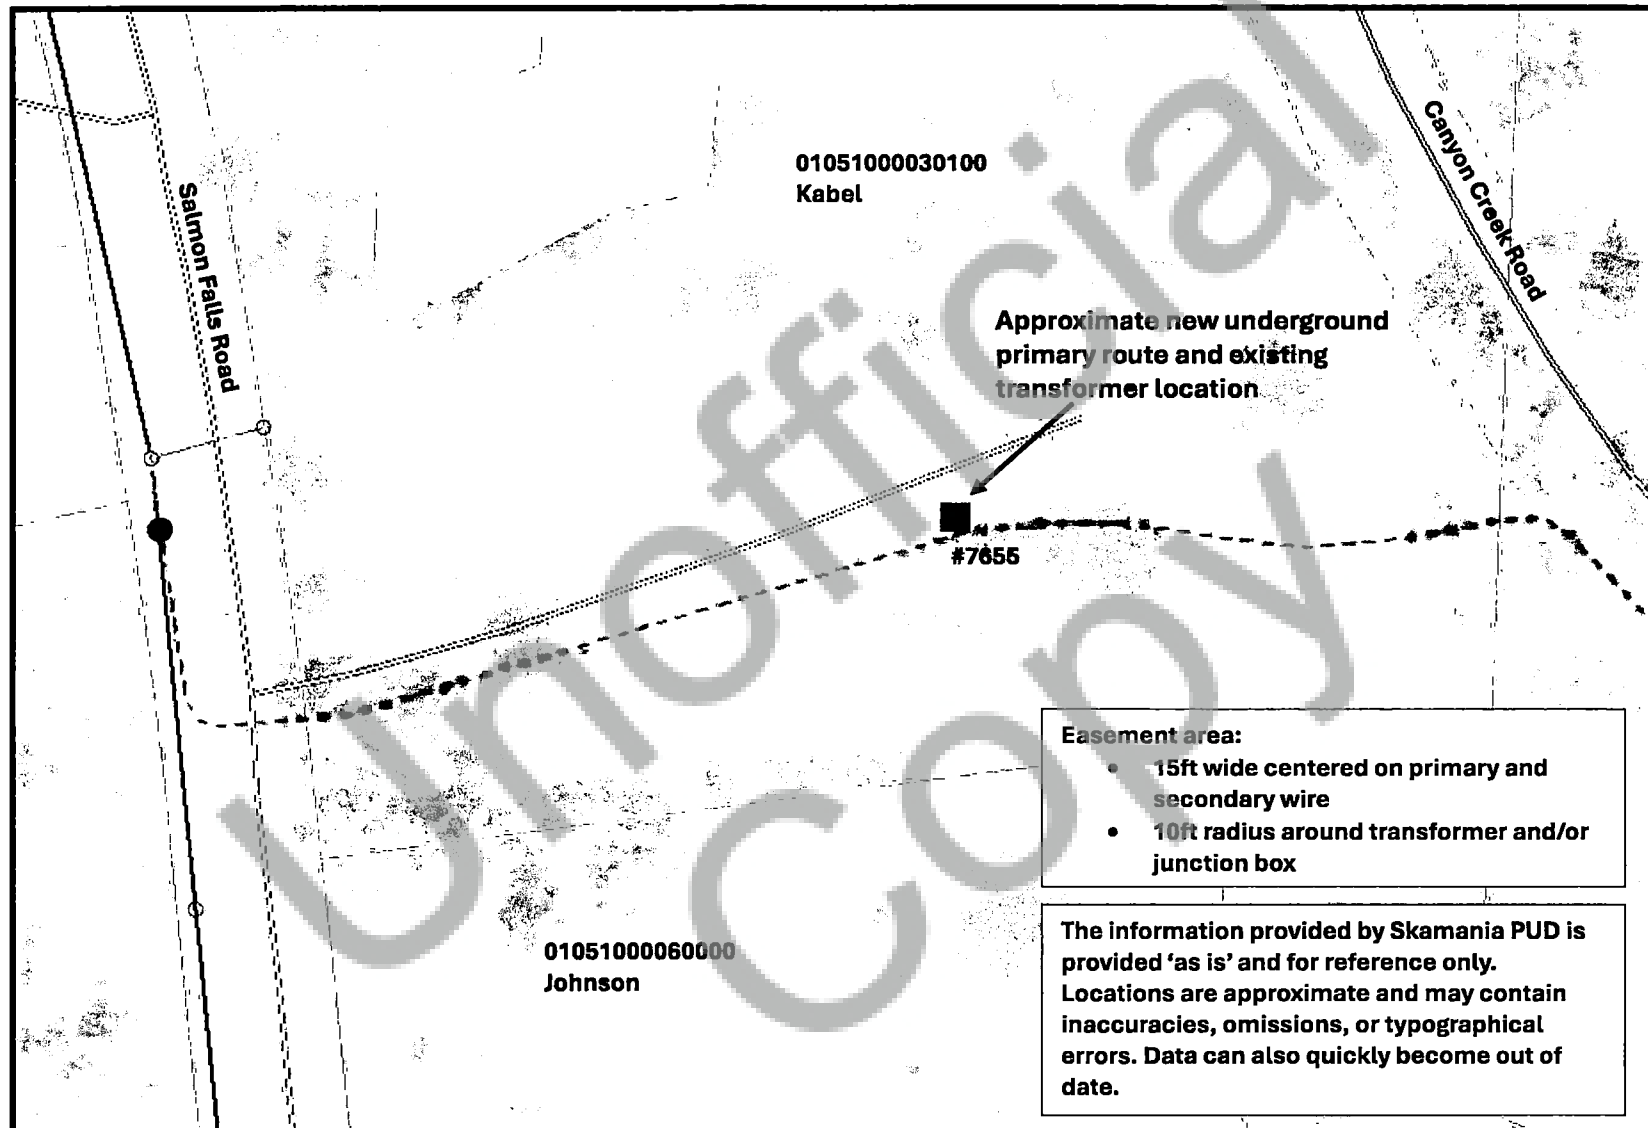 01051000030100
Kabel
Canyon Creek Road
Salmon Falls Road
Approximate new underground
primary route and existing
transformer location
#7655
Easement area:
• 15ft wide centered on primary and
secondary wire
• 10ft radius around transformer and/or
junction box
01051000060000
Johnson
The information provided by Skamania PUD is
provided ‘as is’ and for reference only.
Locations are approximate and may contain
inaccuracies, omissions, or typographical
errors. Data can also quickly become out of
date.
Unofficial
Copy